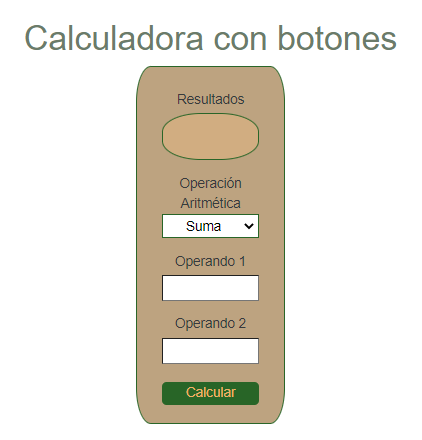 Calculadora con botones
Resultados
Operación
Aritmética
Suma
Operando 1
Operando 2
Calcular